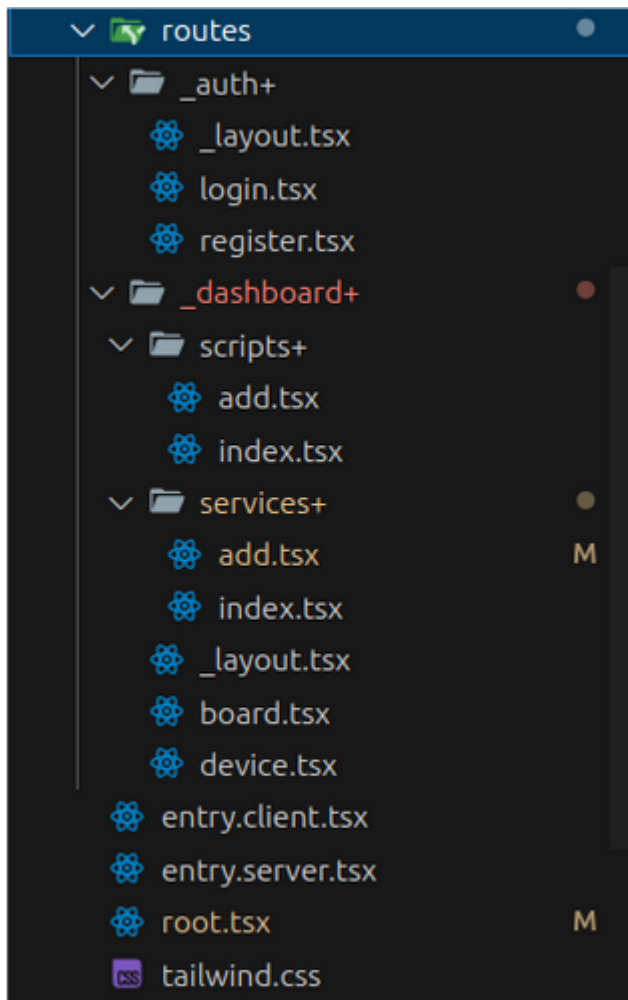 routes
_auth+
_layout.tsx
login.tsx
register.tsx
_dashboard+
scripts+
add.tsx
index.tsx
services+
add.tsx M
index.tsx
_layout.tsx
board.tsx
device.tsx
entry.client.tsx
entry.server.tsx
root.tsx M
CSS tailwind.css